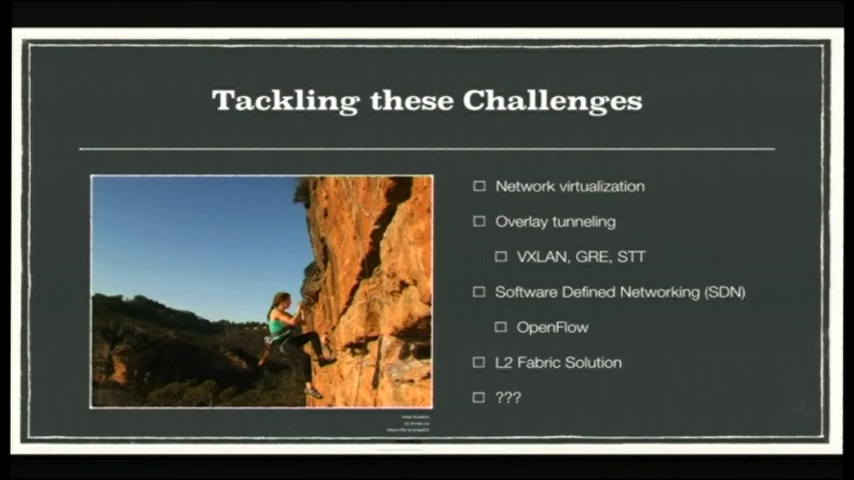 Tackling these Challenges
Network virtualization
Overlay tunneling
VXLAN, GRE, STT
Software Defined Networking (SDN)
OpenFlow
L2 Fabric Solution
???